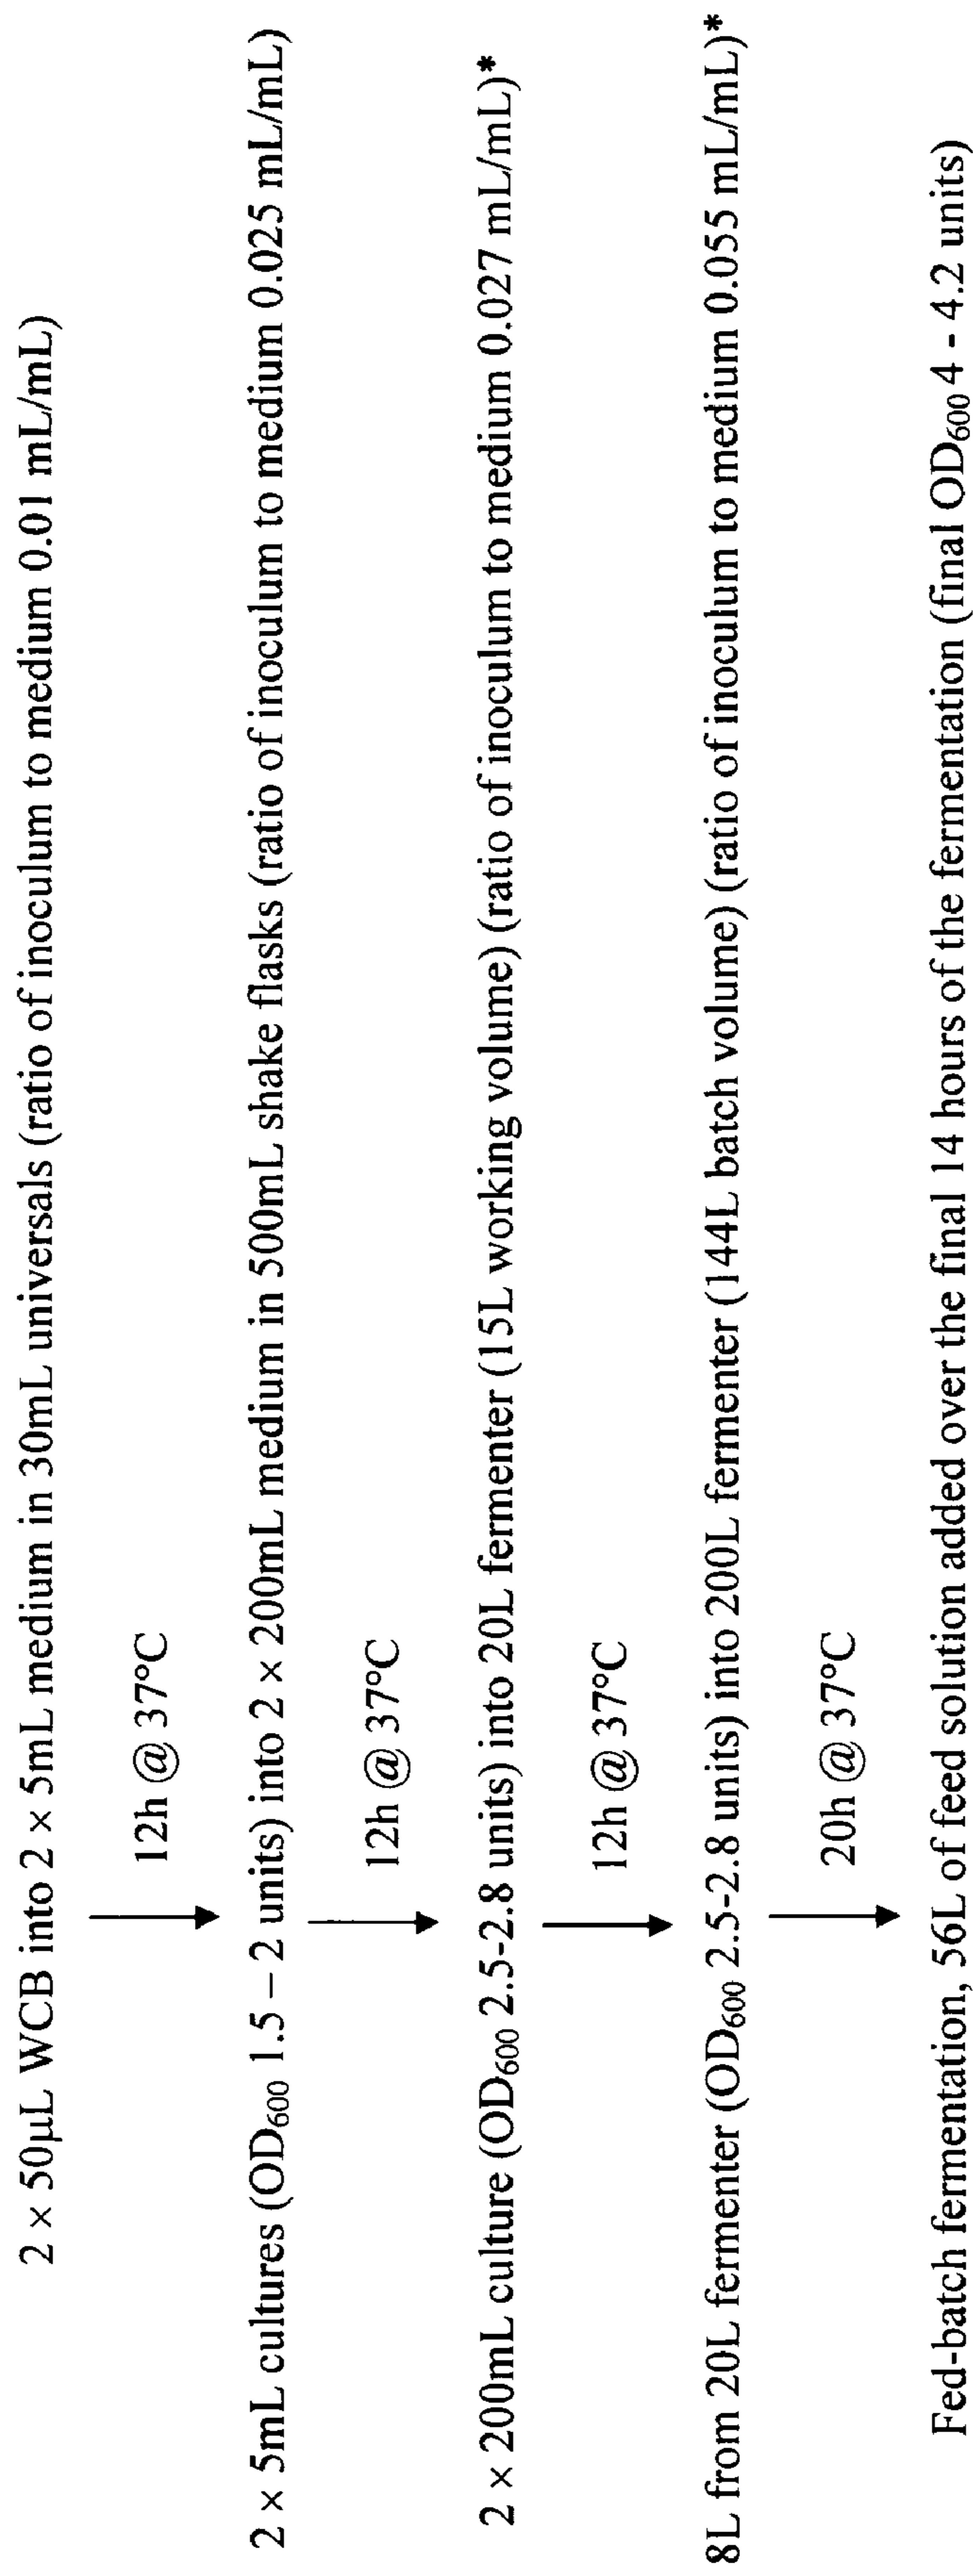 2 × 50µL WCB into 2 × 5mL medium in 30mL universals (ratio of inoculum to medium 0.01 mL/mL)
12h @ 37°C
2 × 5mL cultures (OD600 1.5 – 2 units) into 2 × 200mL medium in 500mL shake flasks (ratio of inoculum to medium 0.025 mL/mL)
12h @ 37°C
2 × 200mL culture (OD600 2.5-2.8 units) into 20L fermenter (15L working volume) (ratio of inoculum to medium 0.027 mL/mL)*
12h @ 37°C
8L from 20L fermenter (OD600 2.5-2.8 units) into 200L fermenter (144L batch volume) (ratio of inoculum to medium 0.055 mL/mL)*
20h @ 37°C
Fed-batch fermentation, 56L of feed solution added over the final 14 hours of the fermentation (final OD600 4 - 4.2 units)